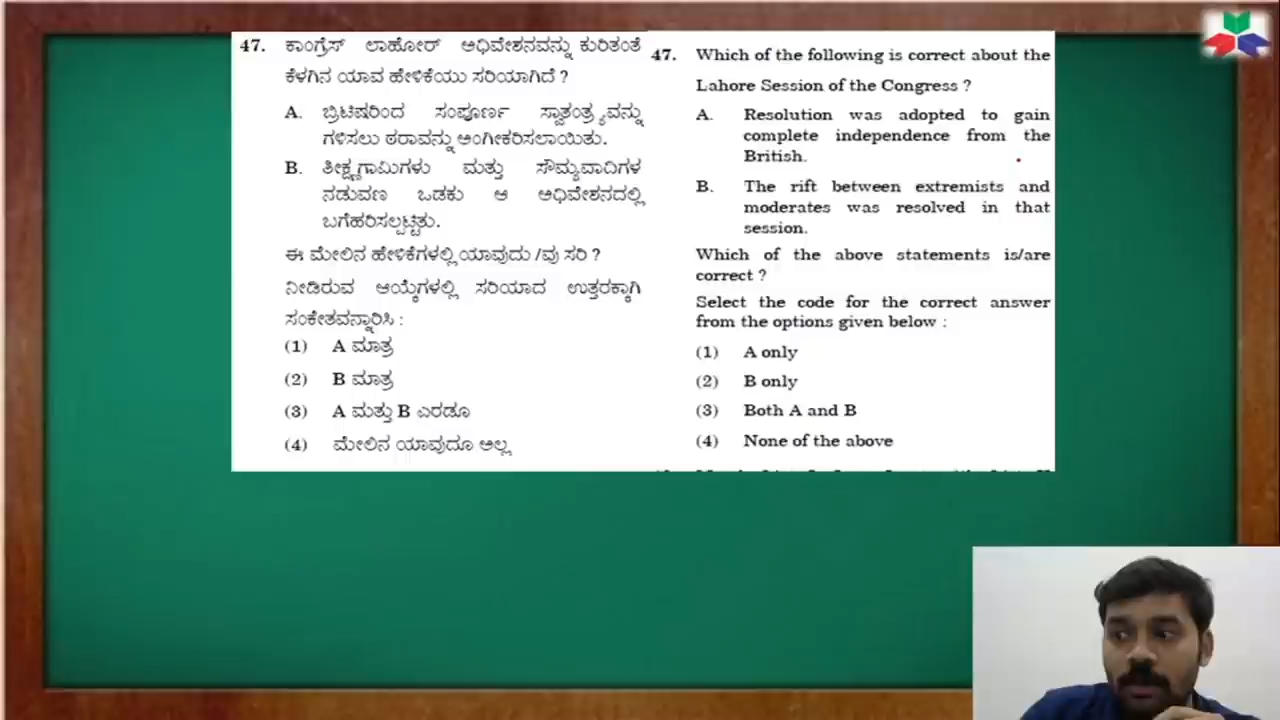 47. ಕಾಂಗ್ರೆಸ್ ಲಾಹೋರ್ ಅಧಿವೇಶನವನ್ನು ಕುರಿತಂತೆ
ಕೆಳಗಿನ ಯಾವ ಹೇಳಿಕೆಯು ಸರಿಯಾಗಿದೆ ?
A. ಬ್ರಿಟಿಷರಿಂದ ಸಂಪೂರ್ಣ ಸ್ವಾತಂತ್ರ್ಯವನ್ನು
ಗಳಿಸಲು ಠರಾವನ್ನು ಅಂಗೀಕರಿಸಲಾಯಿತು.
B. ತೀಕ್ಷ್ಣಗಾಮಿಗಳು ಮತ್ತು ಸೌಮ್ಯವಾದಿಗಳ
ನಡುವಣ ಒಡಕು ಆ ಅಧಿವೇಶನದಲ್ಲಿ
ಬಗೆಹರಿಸಲ್ಪಟ್ಟಿತು.
ಈ ಮೇಲಿನ ಹೇಳಿಕೆಗಳಲ್ಲಿ ಯಾವುದು /ವು ಸರಿ ?
ನೀಡಿರುವ ಆಯ್ಕೆಗಳಲ್ಲಿ ಸರಿಯಾದ ಉತ್ತರಕ್ಕಾಗಿ
ಸಂಕೇತವನ್ನಾರಿಸಿ :
(1) A ಮಾತ್ರ
(2) B ಮಾತ್ರ
(3) A ಮತ್ತು B ಎರಡೂ
(4) ಮೇಲಿನ ಯಾವುದೂ ಅಲ್ಲ
47. Which of the following is correct about the
Lahore Session of the Congress ?
A. Resolution was adopted to gain
complete independence from the
British.
B. The rift between extremists and
moderates was resolved in that
session.
Which of the above statements is/are
correct ?
Select the code for the correct answer
from the options given below :
(1) A only
(2) B only
(3) Both A and B
(4) None of the above